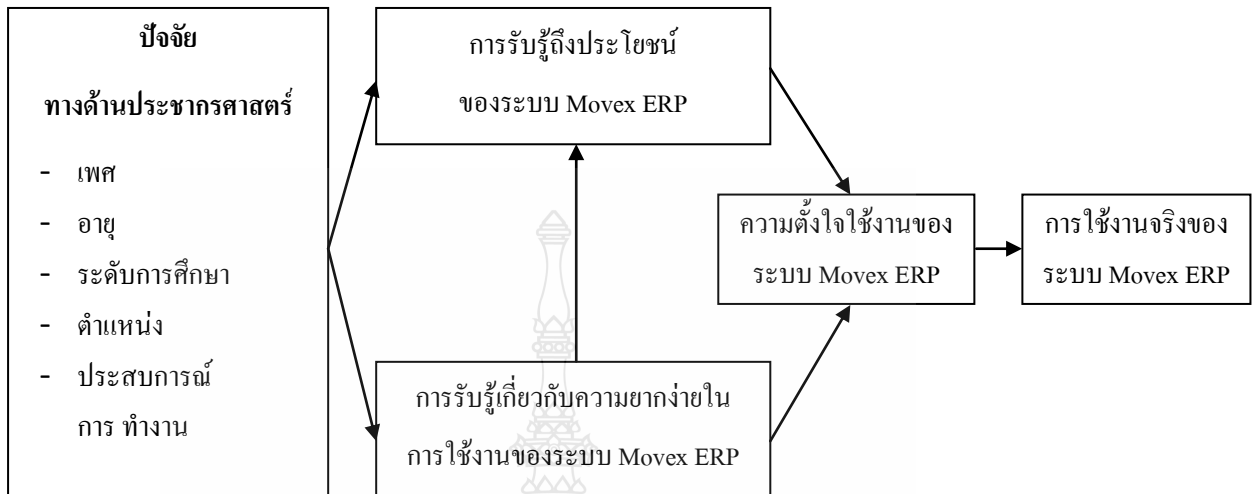 ปัจจัย
ทางด้านประชากรศาสตร์
- เพศ
- อายุ
- ระดับการศึกษา
- ตำแหน่ง
- ประสบการณ์
การ ทำงาน
การรับรู้ถึงประโยชน์
ของระบบ Movex ERP
การรับรู้เกี่ยวกับความยากง่ายใน
การใช้งานของระบบ Movex ERP
ความตั้งใจใช้งานของ
ระบบ Movex ERP
การใช้งานจริงของ
ระบบ Movex ERP